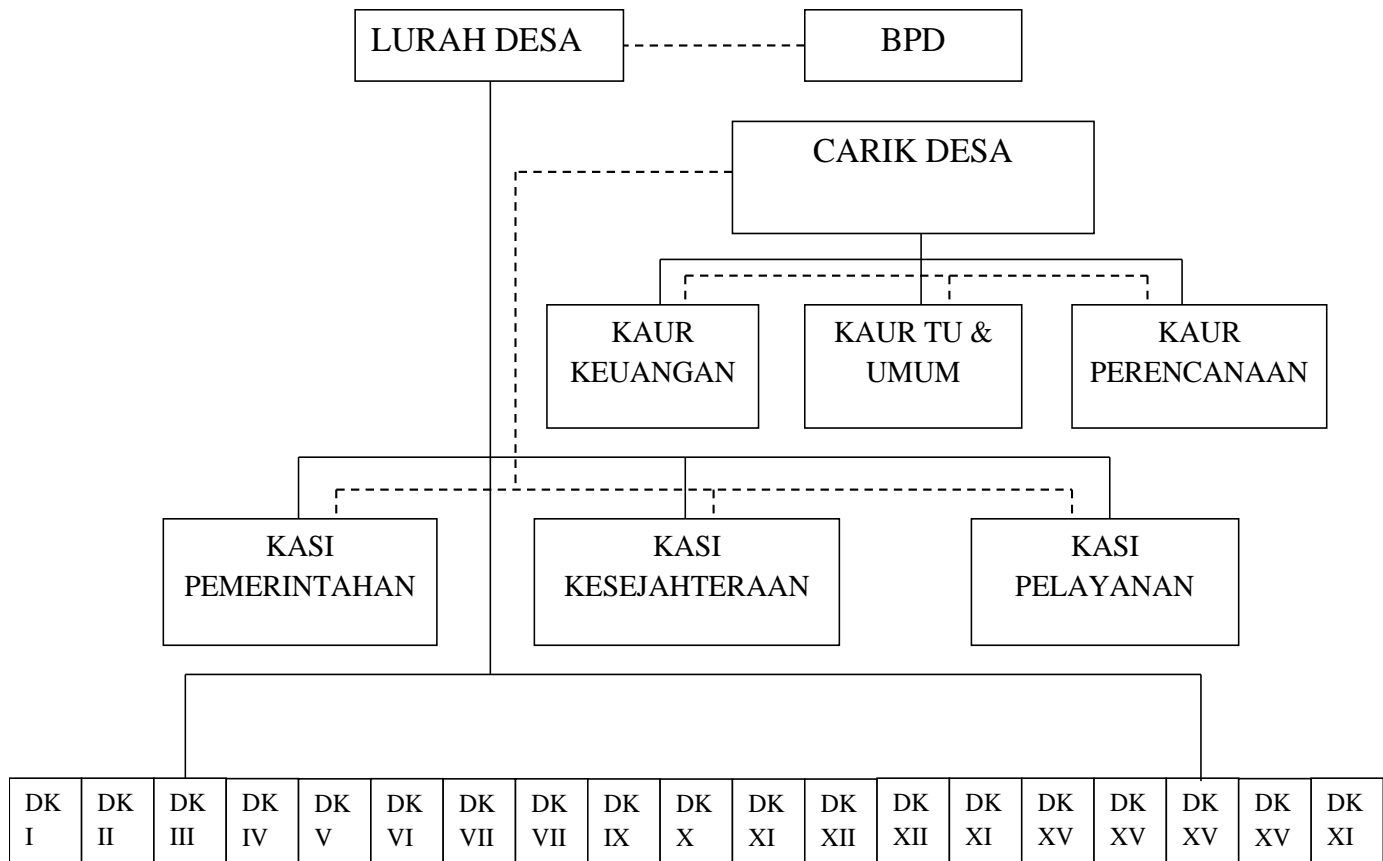 LURAH DESA
BPD
CARIK DESA
KAUR
KEUANGAN
KAUR TU &
UMUM
KAUR
PERENCANAAN
KASI
PEMERINTAHAN
KASI
KESEJAHTERAAN
KASI
PELAYANAN
DK
I
DK
II
DK
III
DK
IV
DK
V
DK
VI
DK
VII
DK
VII
DK
IX
DK
X
DK
XI
DK
XII
DK
XII
DK
XI
DK
XV
DK
XV
DK
XV
DK
XV
DK
XI